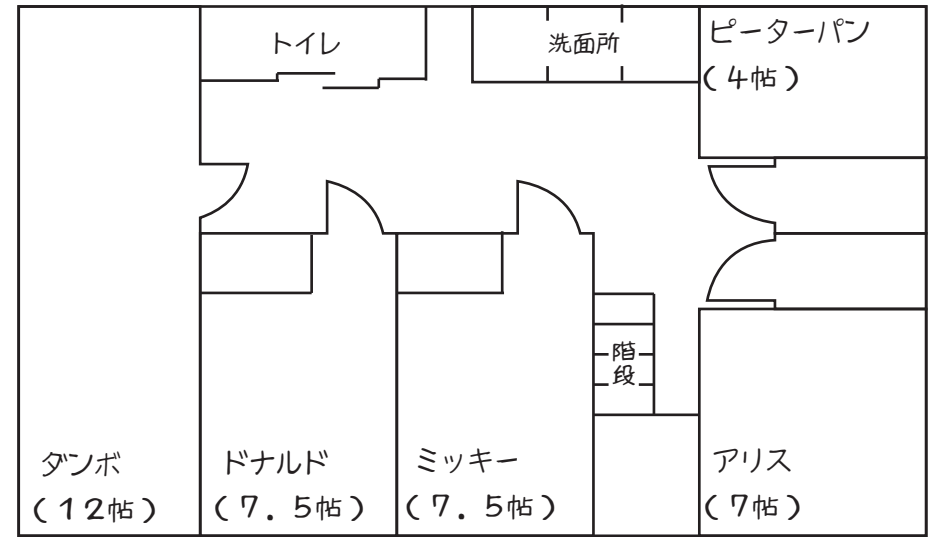 トイレ
洗面所
ピーターパン
(4帖)
階
段
ダンボ
(12帖)
ドナルド
(7.5帖)
ミッキー
(7.5帖)
アリス
(7帖)